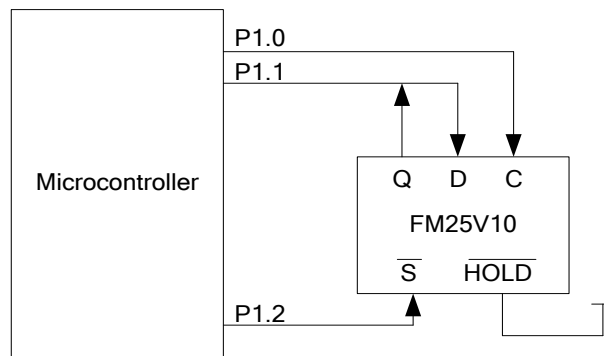 P1.0
P1.1
Microcontroller
Q D C
FM25V10
S HOLD
P1.2